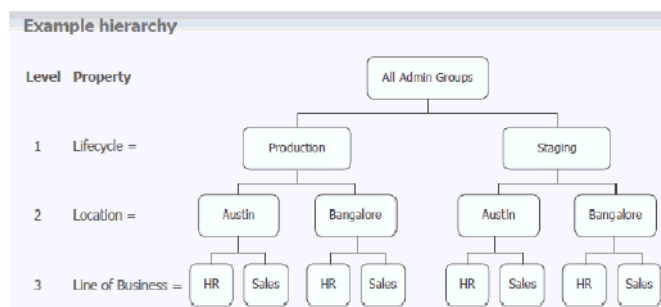 Example hierarchy
Level Property All Admin Groups
1 Lifecycle = Production Staging
2 Location = Austin Bangalore Austin Bangalore
3 Line of Business = HR Sales HR Sales HR Sales HR Sales